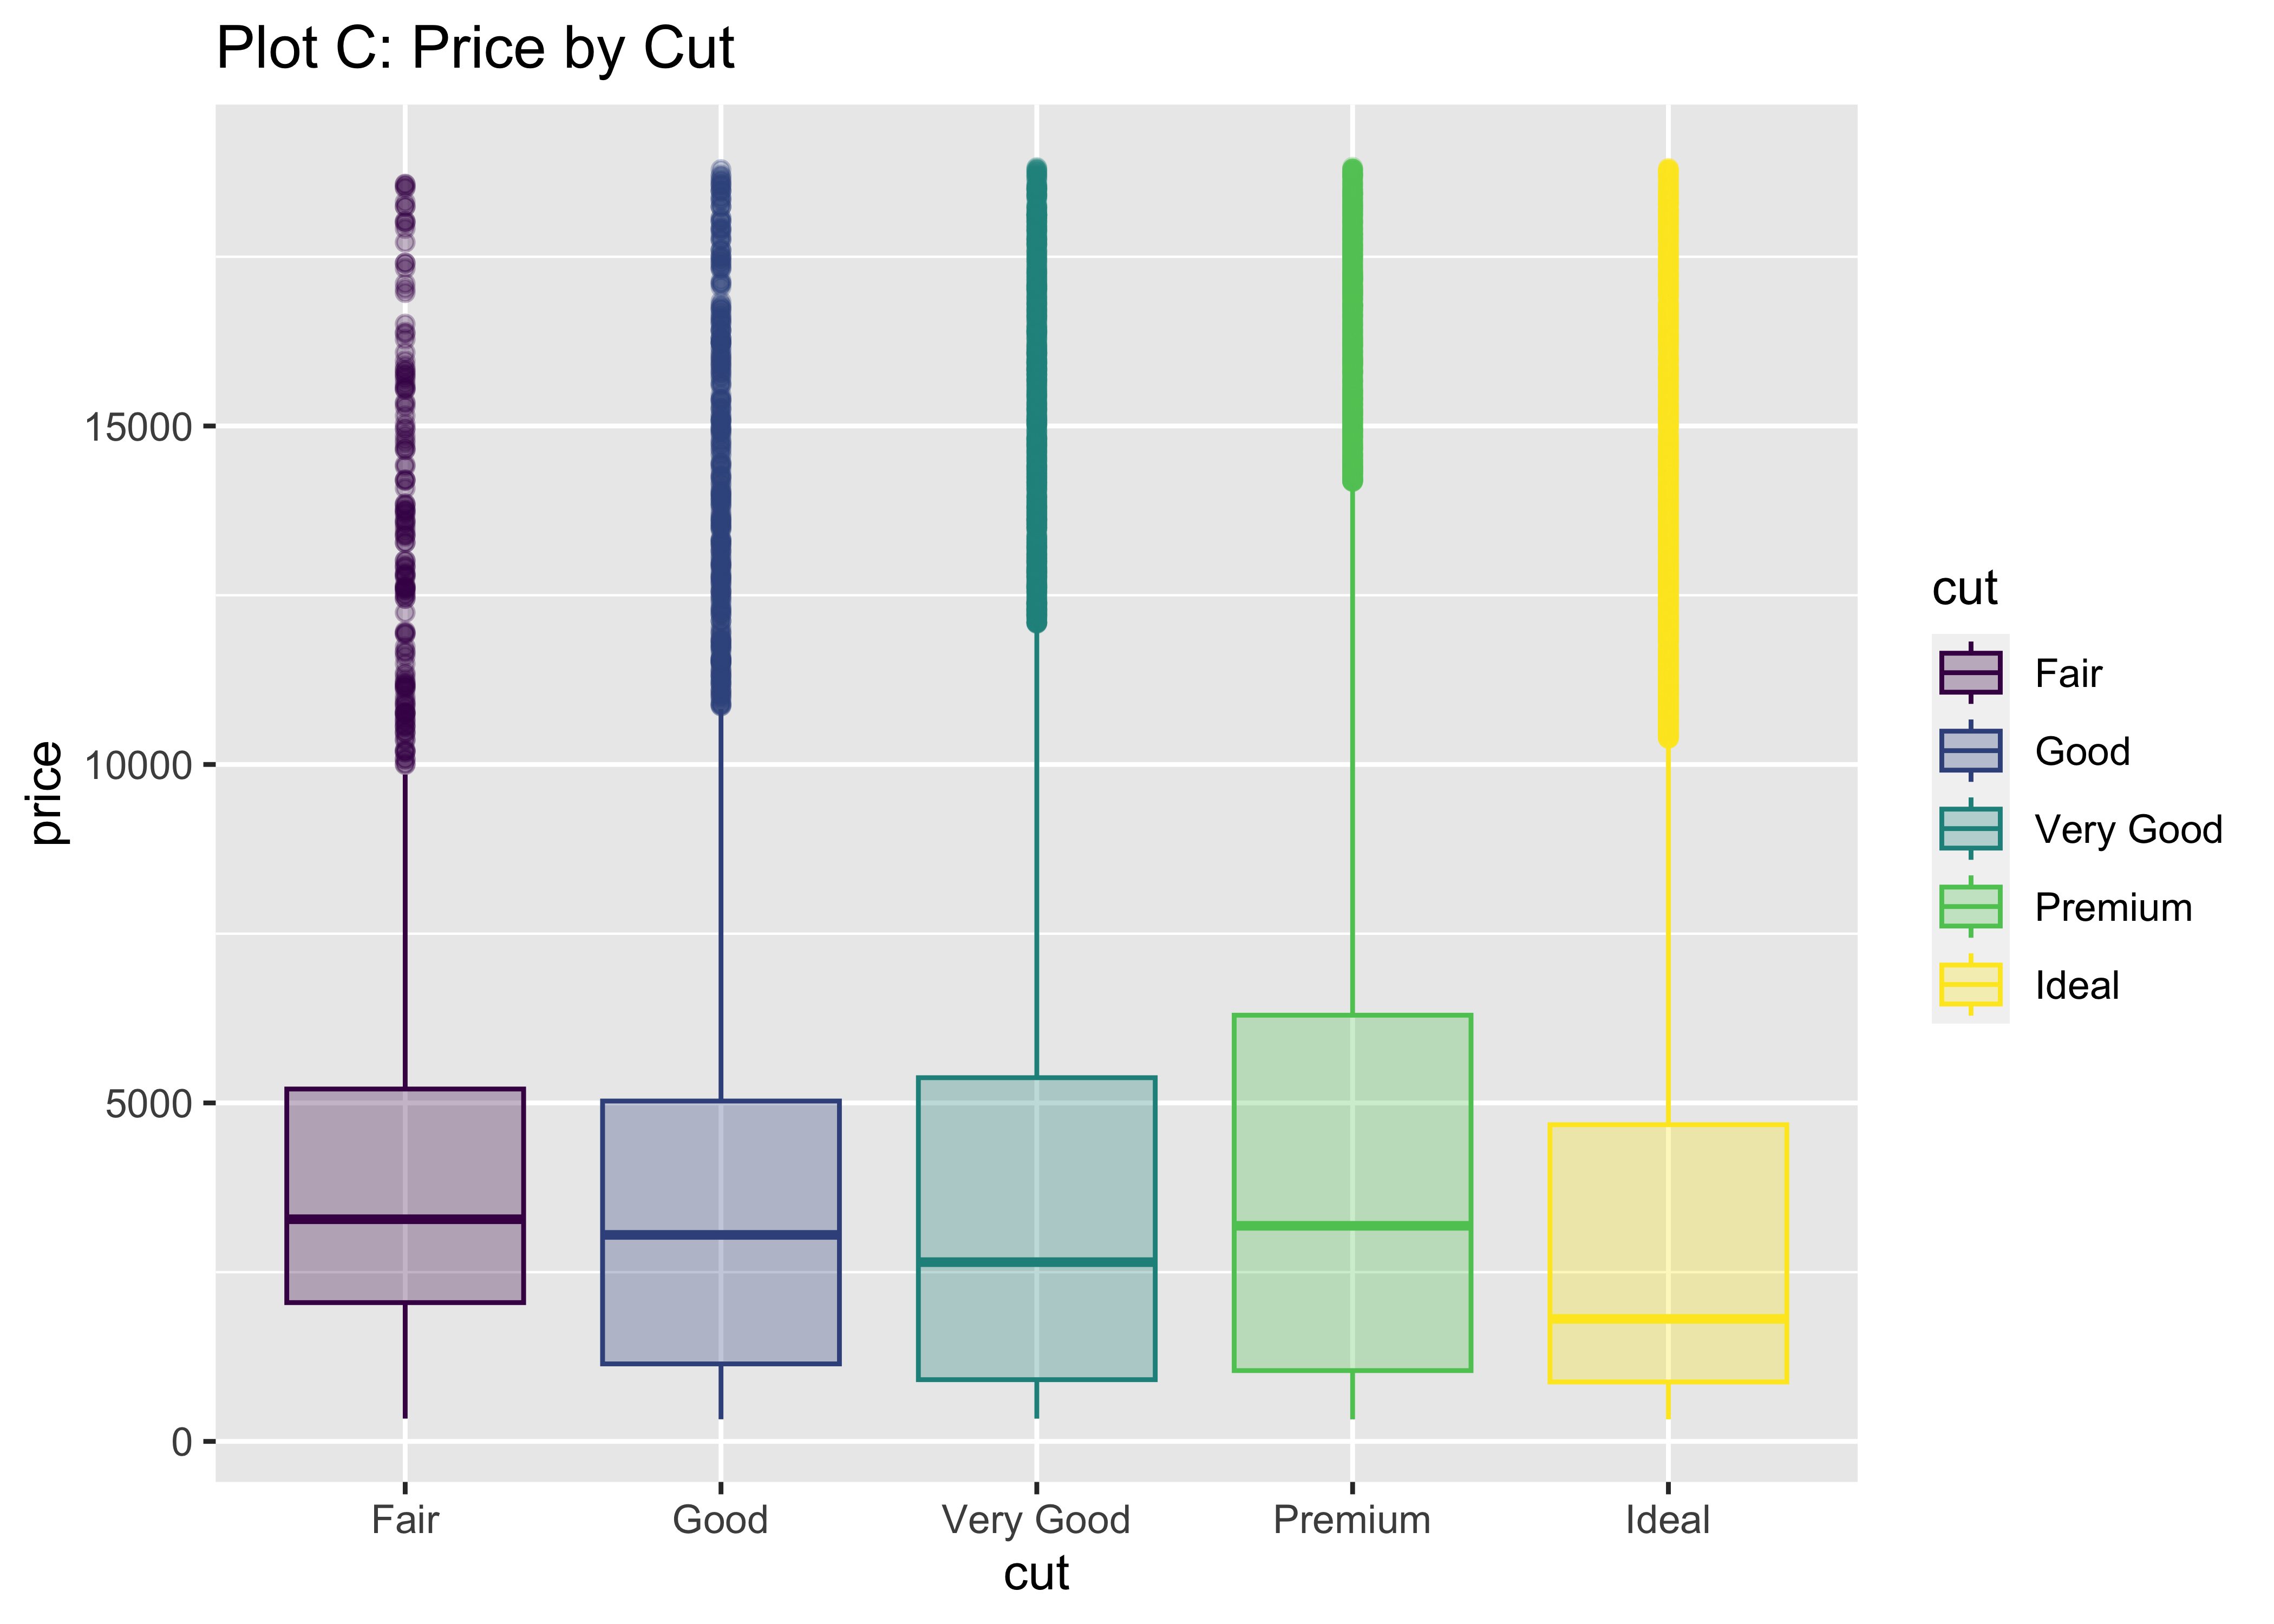 Plot C: Price by Cut
price
15000
10000
5000
0
Fair Good Very Good Premium Ideal
cut
cut
Fair
Good
Very Good
Premium
Ideal